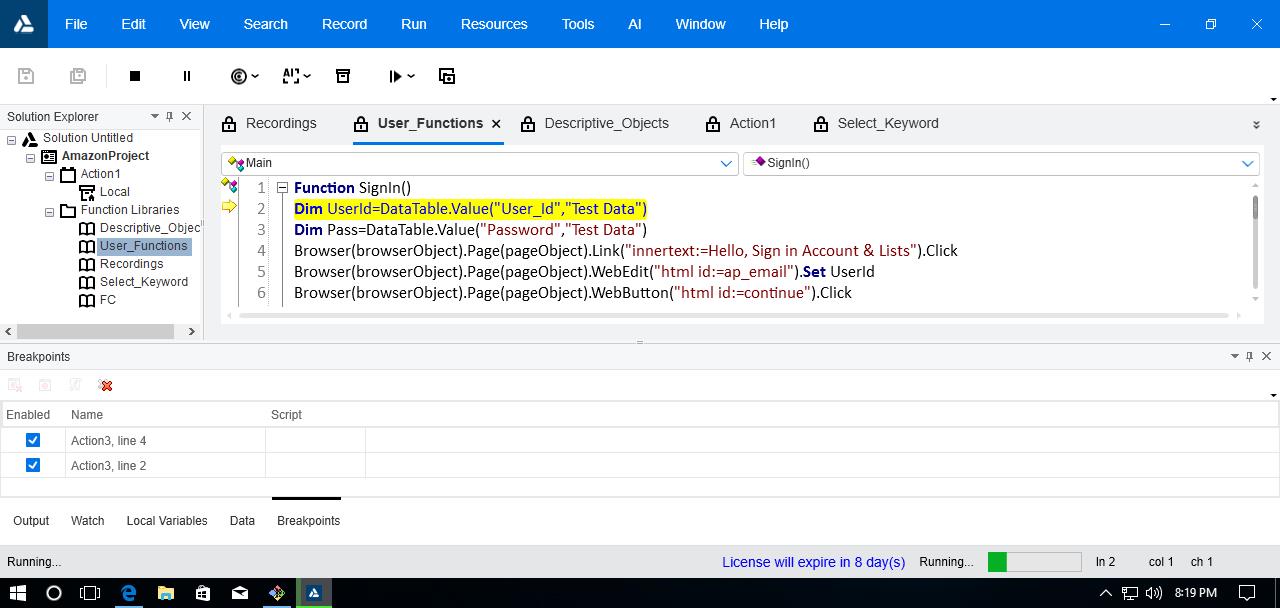 File Edit View Search Record Run Resources Tools AI Window Help
Solution Explorer
Solution Untitled
AmazonProject
Action1
Local
Function Libraries
Descriptive_Objec
User_Functions
Recordings
Select_Keyword
FC
Recordings User_Functions Descriptive_Objects Action1 Select_Keyword
Main SignIn()
1 Function SignIn()
2 Dim UserId=DataTable.Value("User_Id","Test Data")
3 Dim Pass=DataTable.Value("Password","Test Data")
4 Browser(browserObject).Page(pageObject).Link("innertext:=Hello, Sign in Account & Lists").Click
5 Browser(browserObject).Page(pageObject).WebEdit("html id:=ap_email").Set UserId
6 Browser(browserObject).Page(pageObject).WebButton("html id:=continue").Click
Breakpoints
Enabled Name Script
Action3, line 4
Action3, line 2
Output Watch Local Variables Data Breakpoints
Running... License will expire in 8 day(s) Running... ln 2 col 1 ch 1
8:19 PM